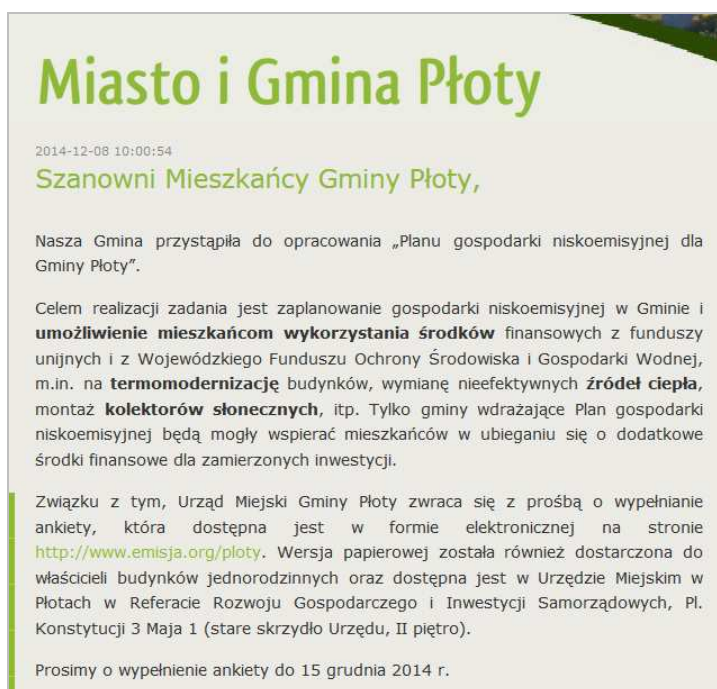 Miasto i Gmina Płoty
2014-12-08 10:00:54
Szanowni Mieszkańcy Gminy Płoty,
Nasza Gmina przystąpiła do opracowania „Planu gospodarki niskoemisyjnej dla
Gminy Płoty”.
Celem realizacji zadania jest zaplanowanie gospodarki niskoemisyjnej w Gminie i
umożliwienie mieszkańcom wykorzystania środków finansowych z funduszy
unijnych i z Wojewódzkiego Funduszu Ochrony Środowiska i Gospodarki Wodnej,
m.in. na termomodernizację budynków, wymianę nieefektywnych źródeł ciepła,
montaż kolektorów słonecznych, itp. Tylko gminy wdrażające Plan gospodarki
niskoemisyjnej będą mogły wspierać mieszkańców w ubieganiu się o dodatkowe
środki finansowe dla zamierzonych inwestycji.
Związku z tym, Urząd Miejski Gminy Płoty zwraca się z prośbą o wypełnianie
ankiety, która dostępna jest w formie elektronicznej na stronie
http://www.emisja.org/ploty. Wersja papierowej została również dostarczona do
właścicieli budynków jednorodzinnych oraz dostępna jest w Urzędzie Miejskim w
Płotach w Referacie Rozwoju Gospodarczego i Inwestycji Samorządowych, Pl.
Konstytucji 3 Maja 1 (stare skrzydło Urzędu, II piętro).
Prosimy o wypełnienie ankiety do 15 grudnia 2014 r.